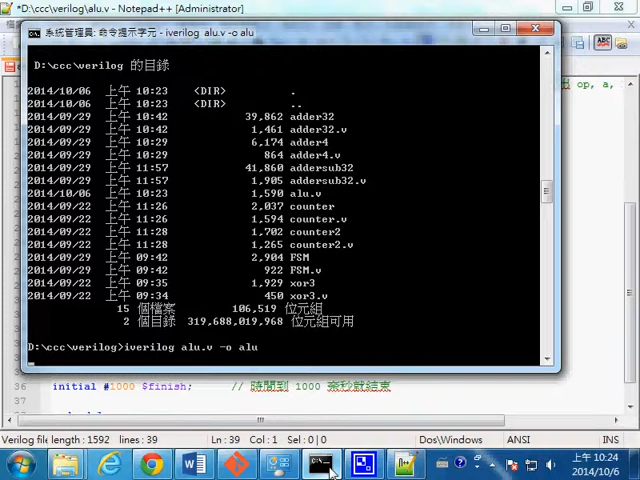 *D:\ccc\verilog\alu.v - Notepad++ [Administrator]
系統管理員: 命令提示字元 - iverilog alu.v -o alu
D:\ccc\verilog 的目錄
2014/10/06 上午 10:23 <DIR> .
2014/10/06 上午 10:23 <DIR> ..
2014/09/29 上午 10:42 39,862 adder32
2014/09/29 上午 10:42 1,461 adder32.v
2014/09/29 上午 10:29 6,174 adder4
2014/09/29 上午 10:29 864 adder4.v
2014/09/29 上午 11:57 41,860 addersub32
2014/09/29 上午 11:57 1,905 addersub32.v
2014/10/06 上午 10:23 1,590 alu.v
2014/09/22 上午 11:26 2,037 counter
2014/09/22 上午 11:26 1,594 counter.v
2014/09/22 上午 11:28 1,702 counter2
2014/09/22 上午 11:28 1,265 counter2.v
2014/09/29 上午 09:42 2,904 FSM
2014/09/29 上午 09:42 922 FSM.v
2014/09/22 上午 09:35 1,929 xor3
2014/09/22 上午 09:34 450 xor3.v
15 個檔案 106,519 位元組
2 個目錄 319,688,019,968 位元組可用
D:\ccc\verilog>iverilog alu.v -o alu
op, a,
36 initial #1000 $finish; // 時間到 1000 毫秒就結束
37
Verilog file length : 1592 lines : 39 Ln : 39 Col : 1 Sel : 0 | 0 Dos\Windows ANSI INS
上午 10:24
2014/10/6